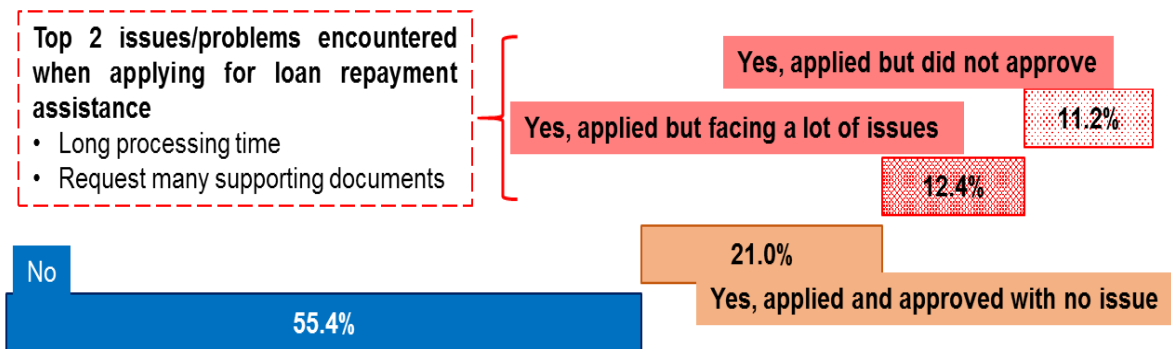 Top 2 issues/problems encountered
when applying for loan repayment
assistance
• Long processing time
• Request many supporting documents
Yes, applied but did not approve
11.2%
Yes, applied but facing a lot of issues
12.4%
21.0%
Yes, applied and approved with no issue
No
55.4%